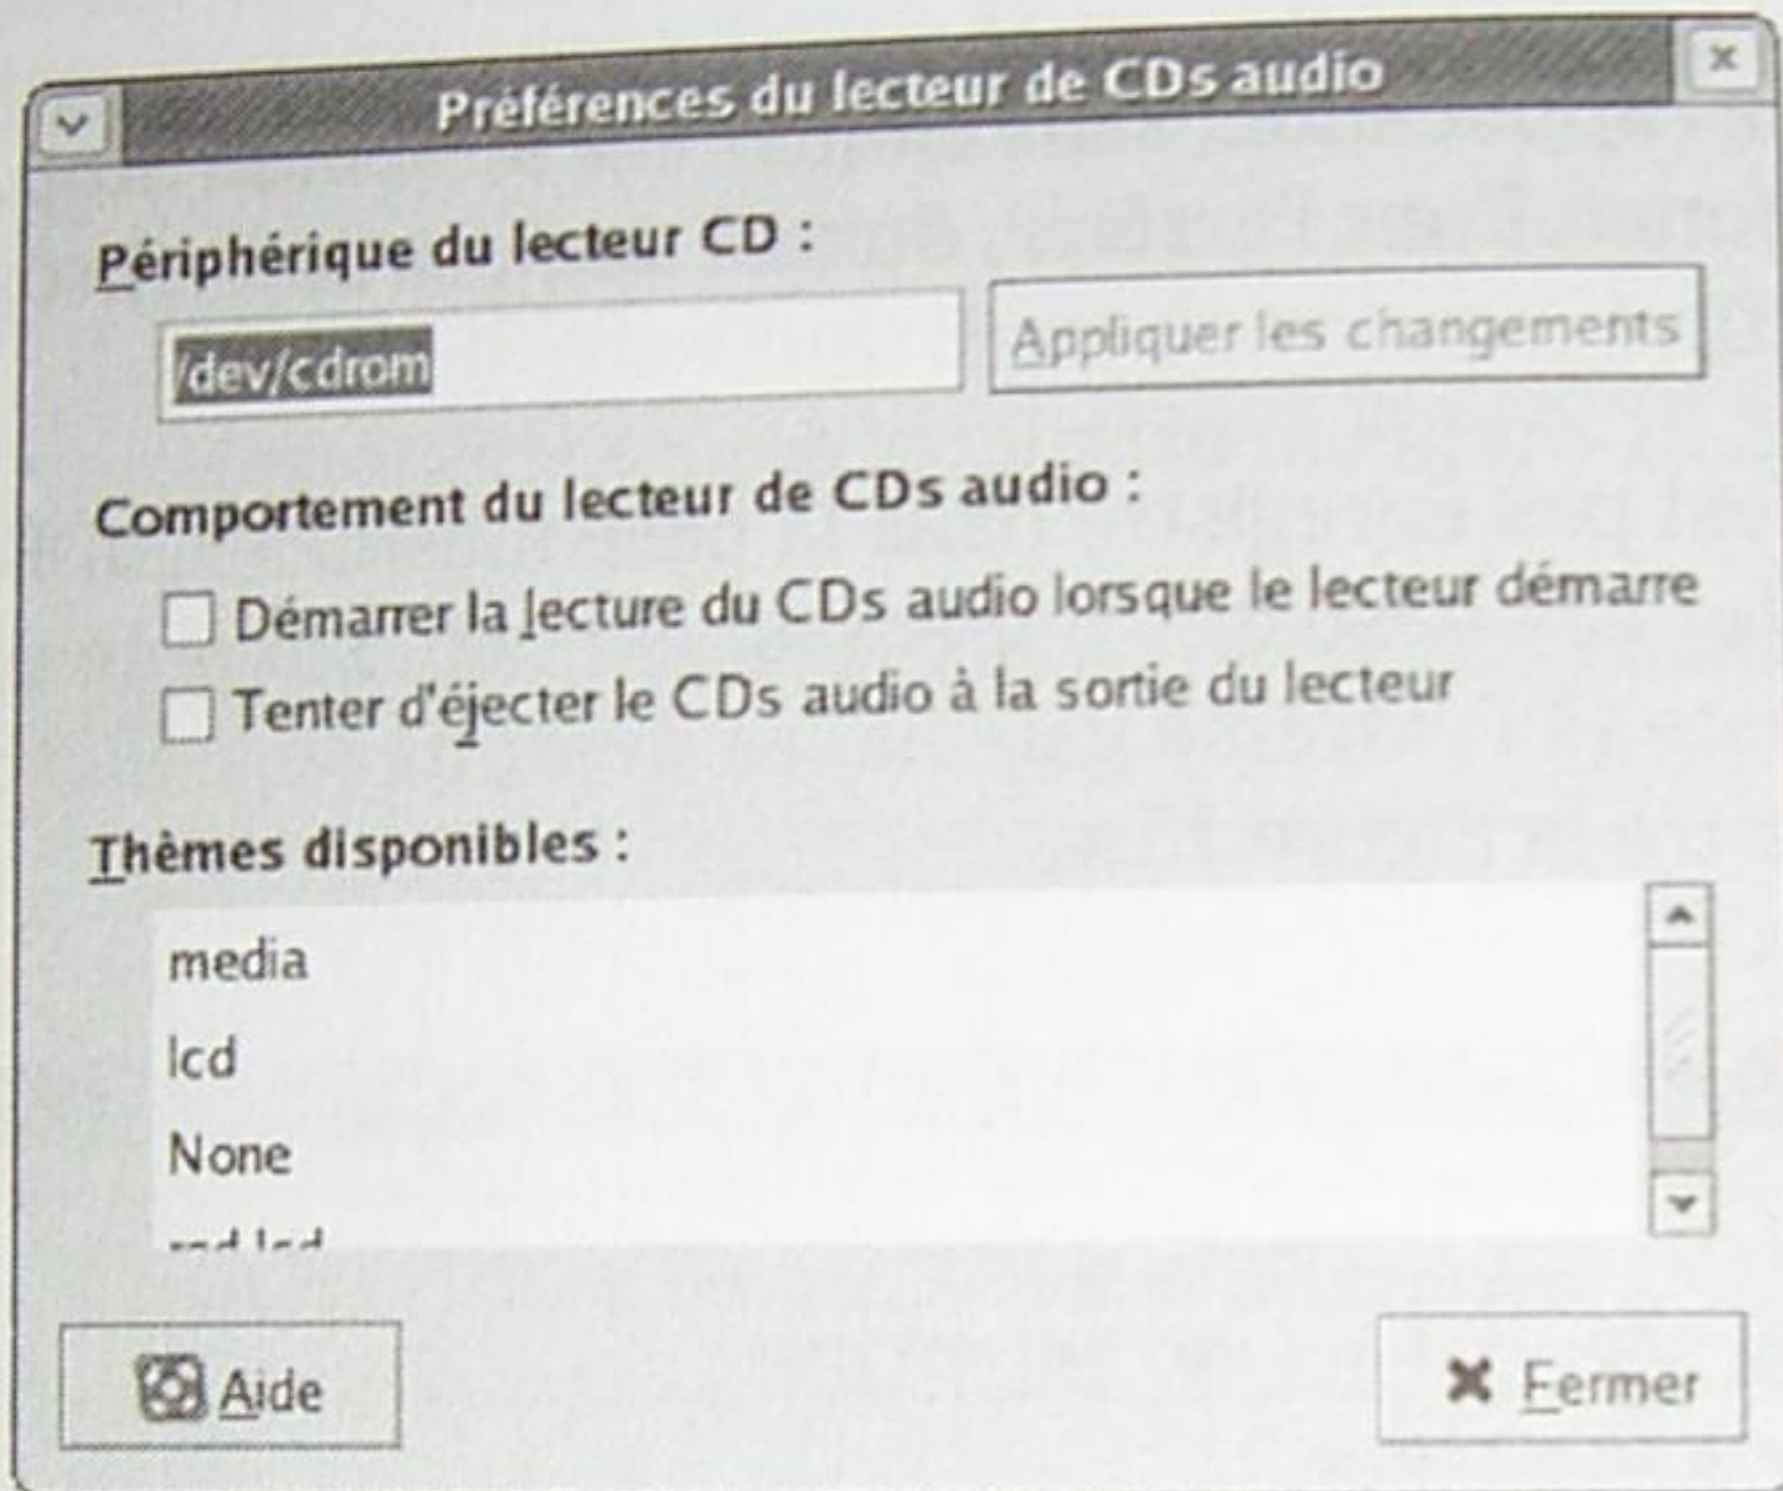 Préférences du lecteur de CDs audio
Périphérique du lecteur CD :
/dev/cdrom
Appliquer les changements
Comportement du lecteur de CDs audio :
Démarrer la lecture du CDs audio lorsque le lecteur démarre
Tenter d'éjecter le CDs audio à la sortie du lecteur
Thèmes disponibles :
media
lcd
None
Aide
Fermer